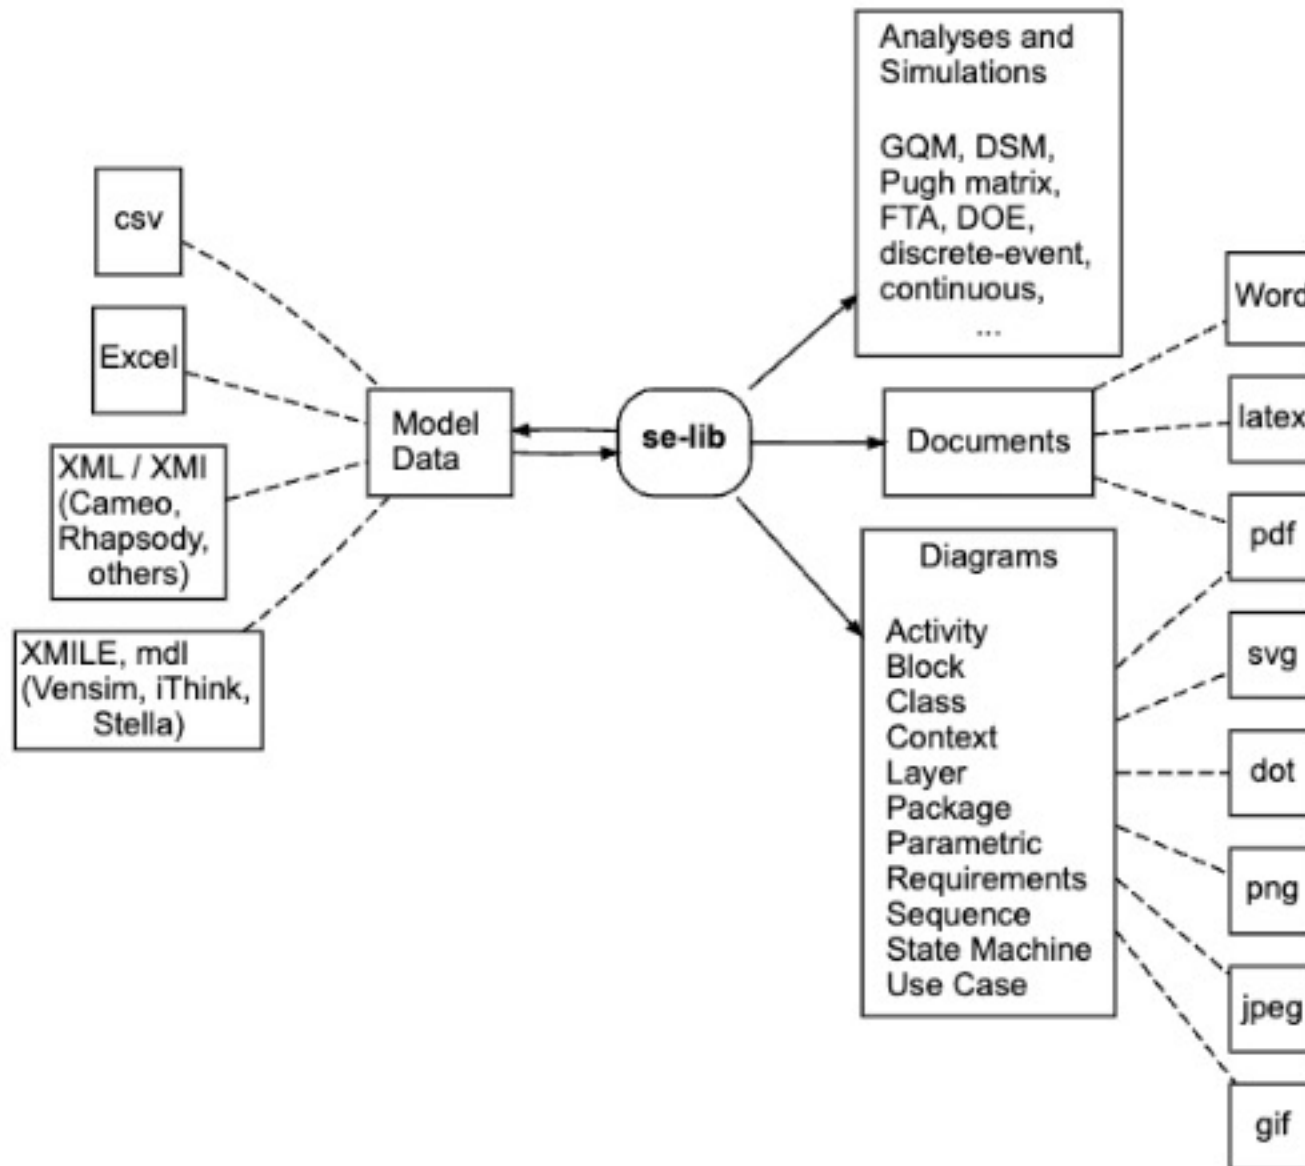 csv
Excel
XML / XMI
(Cameo,
Rhapsody,
others)
XMILE, mdl
(Vensim, iThink,
Stella)
Model
Data
se-lib
Analyses and
Simulations
GQM, DSM,
Pugh matrix,
FTA, DOE,
discrete-event,
continuous,
...
Documents
Diagrams
Activity
Block
Class
Context
Layer
Package
Parametric
Requirements
Sequence
State Machine
Use Case
Word
latex
pdf
svg
dot
png
jpeg
gif